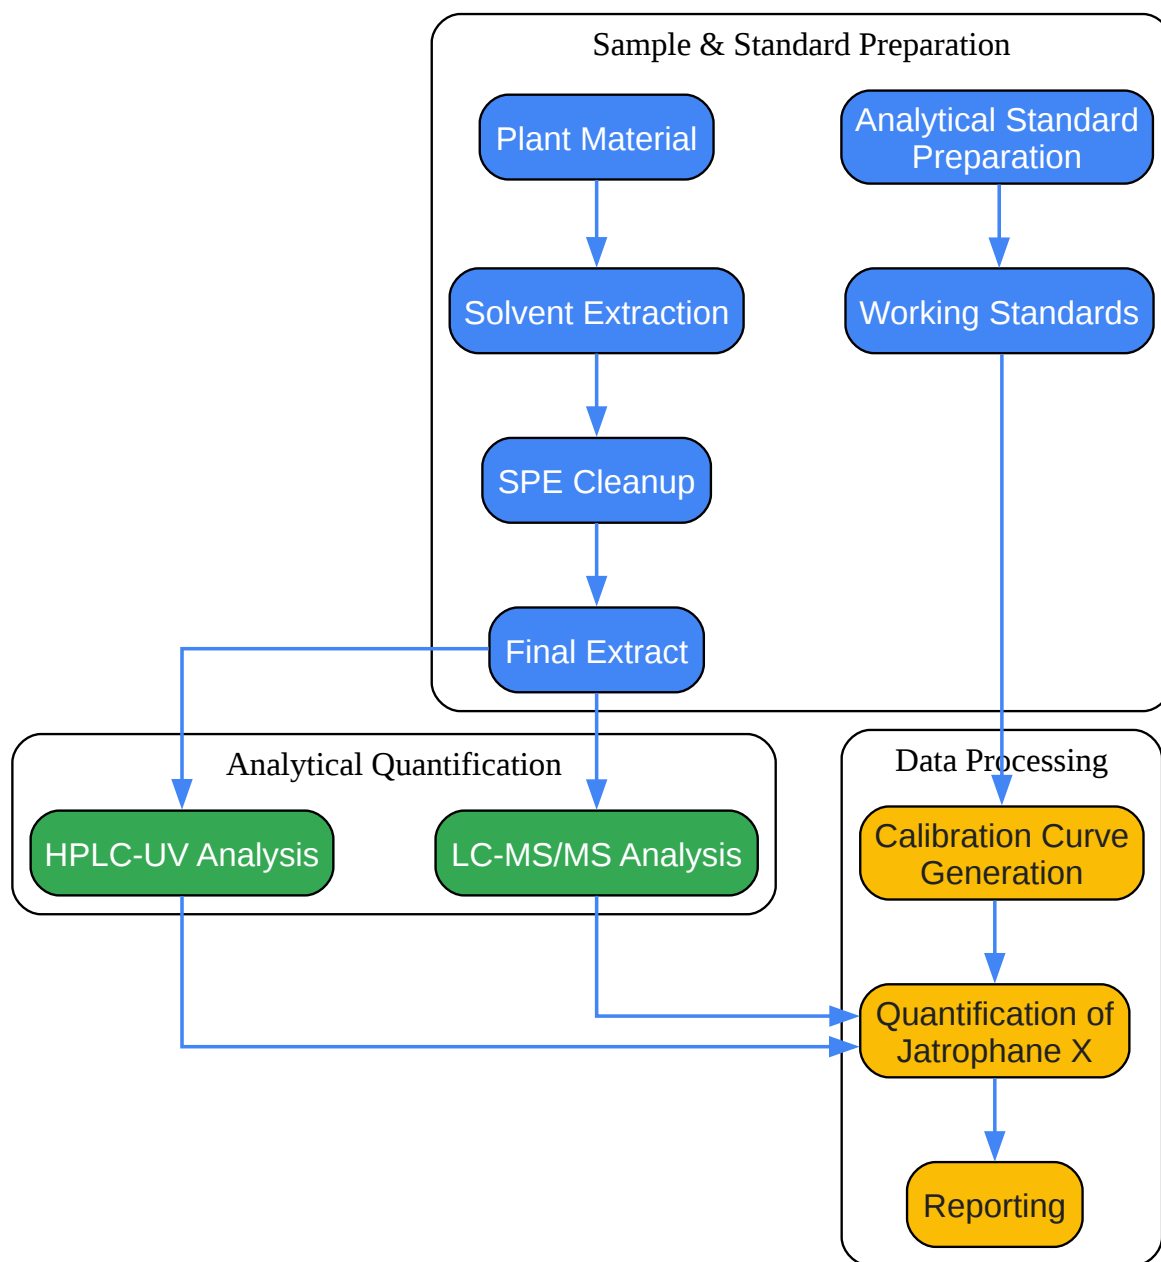 Sample & Standard Preparation
Plant Material
Analytical Standard
Preparation
Solvent Extraction
Working Standards
SPE Cleanup
Final Extract
Analytical Quantification
Data Processing
HPLC-UV Analysis
LC-MS/MS Analysis
Calibration Curve
Generation
Quantification of
Jatrophane X
Reporting